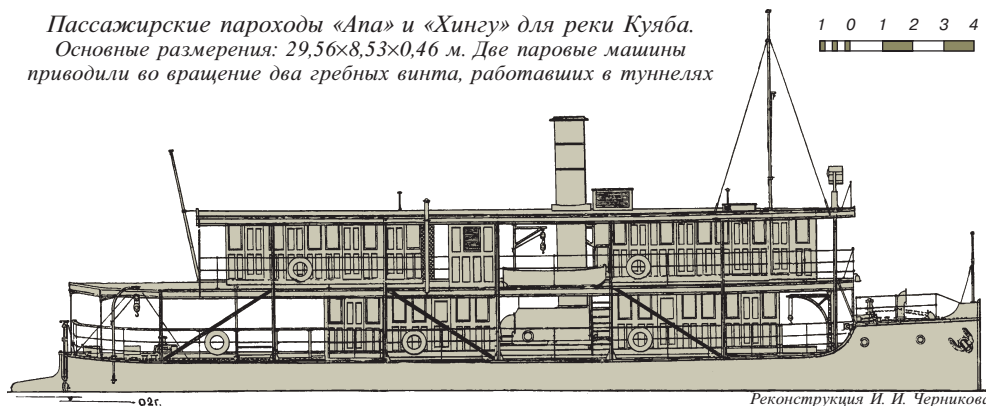 Пассажирские пароходы «Апа» и «Хингу» для реки Куяба.
Основные размерения: 29,56×8,53×0,46 м. Две паровые машины
приводили во вращение два гребных винта, работавших в туннелях
1 0 1 2 3 4
02г.
Реконструкция И. И. Черникова